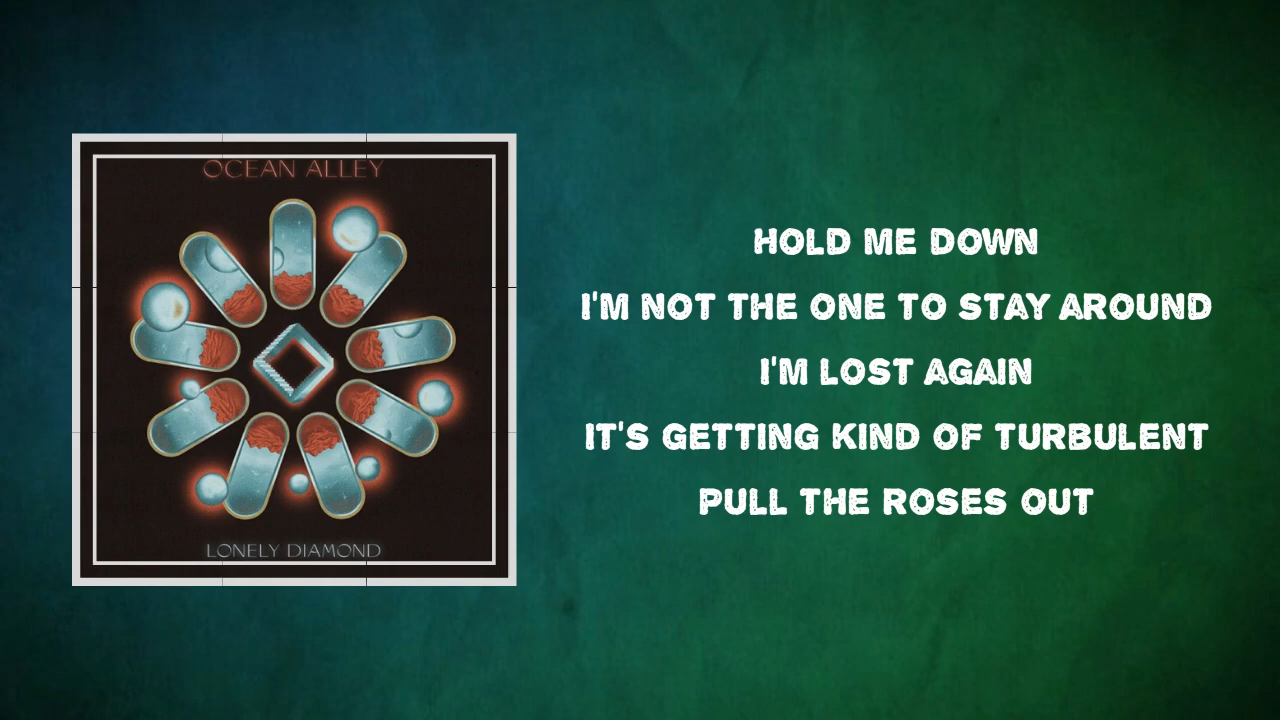 OCEAN ALLEY
LONELY DIAMOND
HOLD ME DOWN
I'M NOT THE ONE TO STAY AROUND
I'M LOST AGAIN
IT'S GETTING KIND OF TURBULENT
PULL THE ROSES OUT